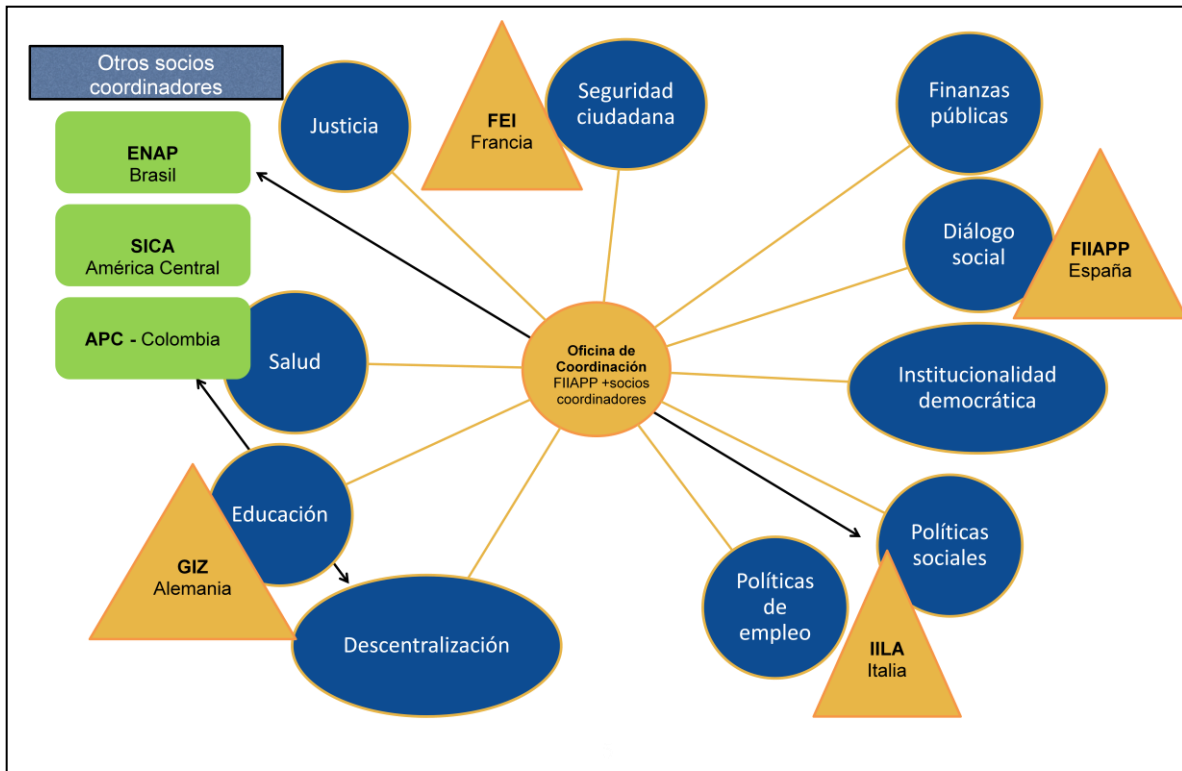 Otros socios
coordinadores
ENAP
Brasil
SICA
América Central
APC - Colombia
Justicia
FEI
Francia
Seguridad
ciudadana
Finanzas
públicas
Diálogo
social
FIIAPP
España
Institucionalidad
democrática
Oficina de
Coordinación
FIIAPP +socios
coordinadores
Salud
Educación
GIZ
Alemania
Descentralización
Políticas
de
empleo
Políticas
sociales
IILA
Italia